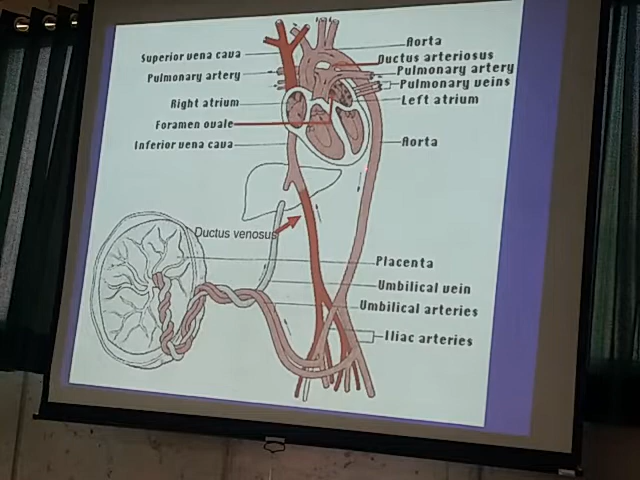 Superior vena cava
Pulmonary artery
Right atrium
Foramen ovale
Inferior vena cava
Aorta
Ductus arteriosus
Pulmonary artery
Pulmonary veins
Left atrium
Aorta
Ductus venosus
Placenta
Umbilical vein
Umbilical arteries
Iliac arteries